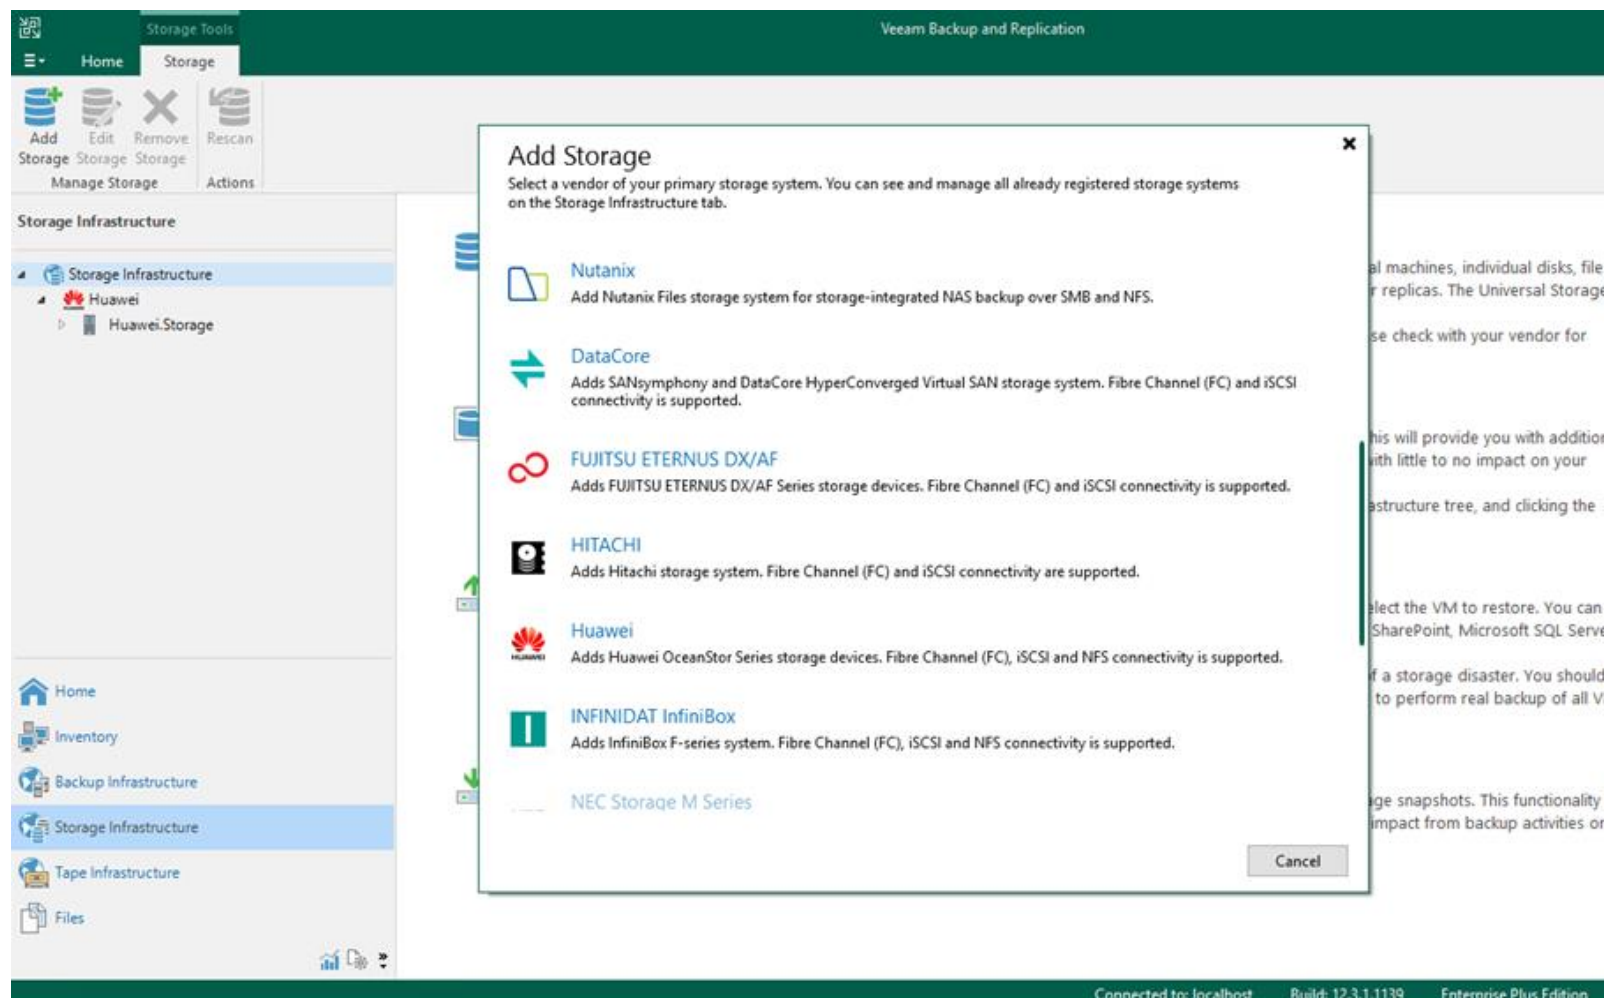 Storage Tools
Veeam Backup and Replication
Home
Storage
Add Storage
Edit Storage
Remove Storage
Rescan
Manage Storage
Actions
Storage Infrastructure
Storage Infrastructure
Huawei
Huawei.Storage
Home
Inventory
Backup Infrastructure
Storage Infrastructure
Tape Infrastructure
Files
Add Storage
Select a vendor of your primary storage system. You can see and manage all already registered storage systems
on the Storage Infrastructure tab.
Nutanix
Add Nutanix Files storage system for storage-integrated NAS backup over SMB and NFS.
DataCore
Adds SANsymphony and DataCore HyperConverged Virtual SAN storage system. Fibre Channel (FC) and iSCSI
connectivity is supported.
FUJITSU ETERNUS DX/AF
Adds FUJITSU ETERNUS DX/AF Series storage devices. Fibre Channel (FC) and iSCSI connectivity is supported.
HITACHI
Adds Hitachi storage system. Fibre Channel (FC) and iSCSI connectivity are supported.
Huawei
HUAWEI
Adds Huawei OceanStor Series storage devices. Fibre Channel (FC), iSCSI and NFS connectivity is supported.
INFINIDAT InfiniBox
Adds InfiniBox F-series system. Fibre Channel (FC), iSCSI and NFS connectivity is supported.
NEC Storage M Series
Cancel
al machines, individual disks, file
r replicas. The Universal Storage
se check with your vendor for
his will provide you with addition
ith little to no impact on your
astructure tree, and clicking the
elect the VM to restore. You can
SharePoint, Microsoft SQL Serve
f a storage disaster. You should
to perform real backup of all V
ge snapshots. This functionality
impact from backup activities or
Connected to: localhost
Build: 12.3.1.1139
Enterprise Plus Edition